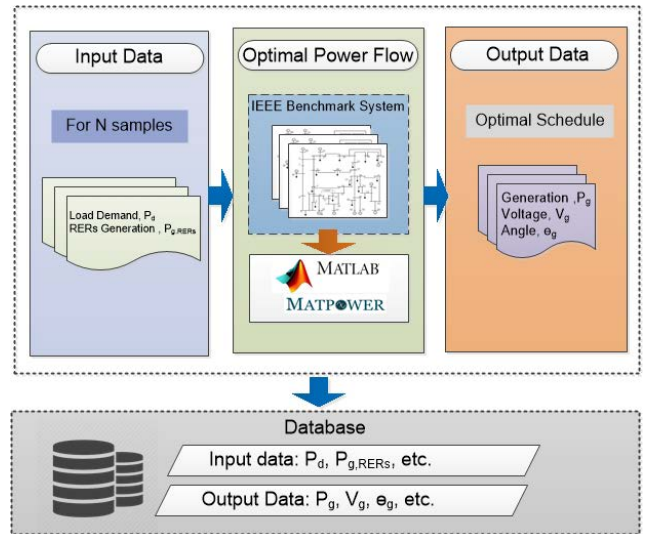 Input Data
For N samples
Load Demand, Pd
RERs Generation , Pg,RERs
Optimal Power Flow
IEEE Benchmark System
MATLAB
MATPOWER
Output Data
Optimal Schedule
Generation ,Pg
Voltage, Vg
Angle, ɵg
Database
Input data: Pd, Pg,RERs, etc.
Output Data: Pg, Vg, ɵg, etc.